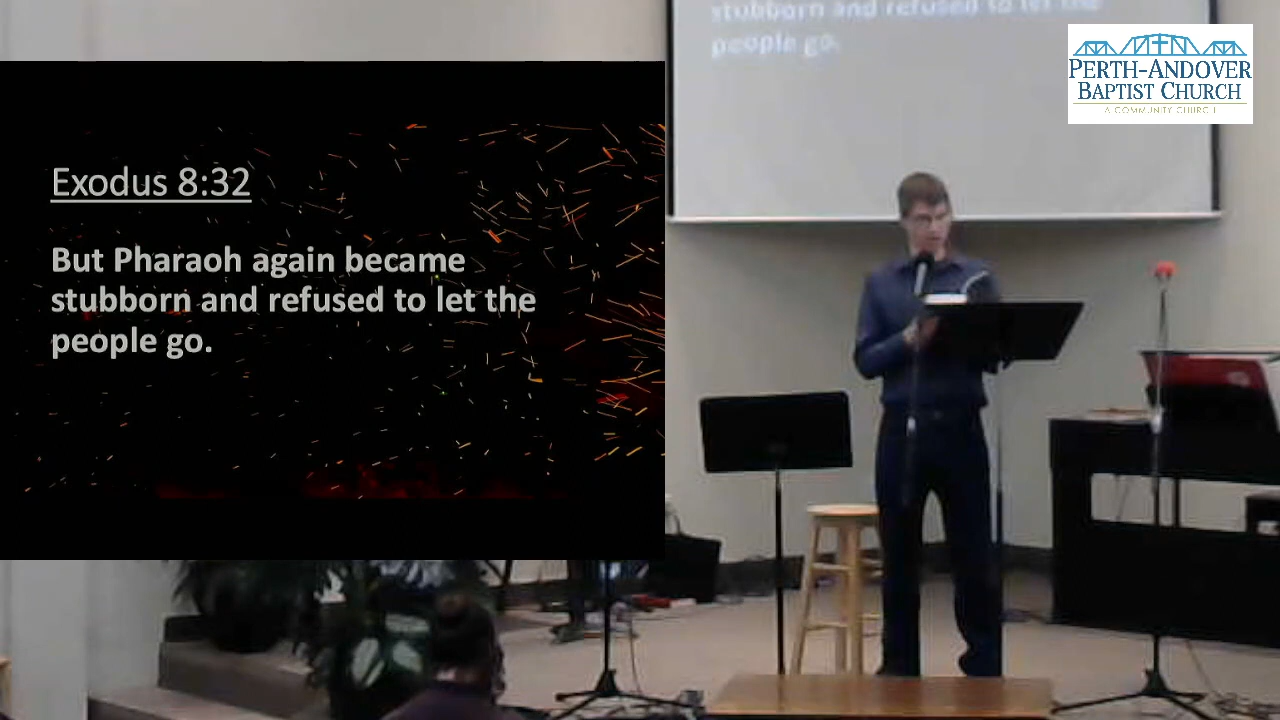 stubborn and refused to let the
people go.
PERTH-ANDOVER
BAPTIST CHURCH
A COMMUNITY CHURCH
Exodus 8:32
But Pharaoh again became
stubborn and refused to let the
people go.